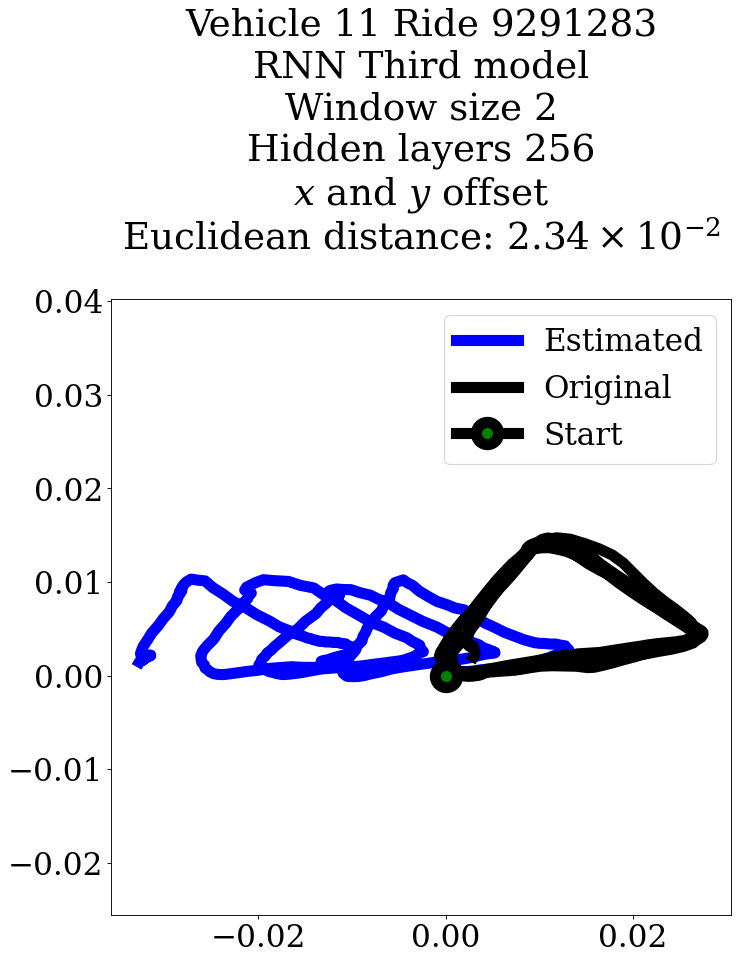 Vehicle 11 Ride 9291283
RNN Third model
Window size 2
Hidden layers 256
x and y offset
Euclidean distance: 2.34 × 10⁻²
0.04
0.03
0.02
0.01
0.00
−0.01
−0.02
Estimated
Original
Start
−0.02 0.00 0.02